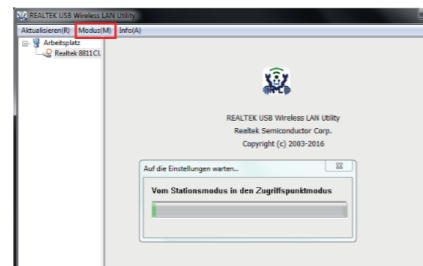 REALTEK USB Wireless LAN Utility
Aktualisieren(R) Modus(M) Info(A)
Arbeitsplatz
Realtek 8811CU
REALTEK USB Wireless LAN Utility
Realtek Semiconductor Corp.
Copyright (c) 2003-2016
Auf die Einstellungen warten...
Vom Stationsmodus in den Zugriffspunktmodus